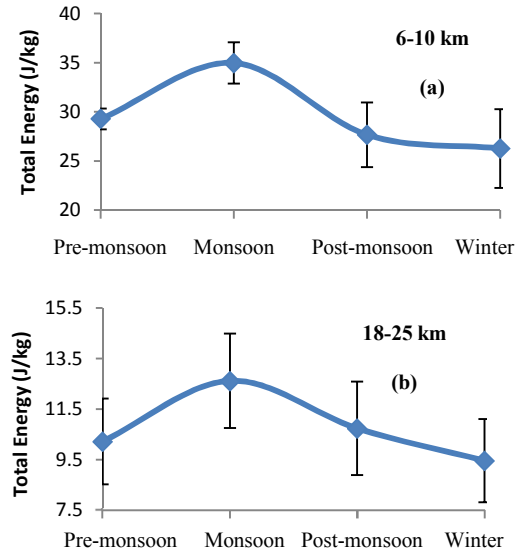 40
35
30
25
20
Total Energy (J/kg)
6-10 km
(a)
Pre-monsoon Monsoon Post-monsoon Winter
15.5
13.5
11.5
9.5
7.5
Total Energy (J/kg)
18-25 km
(b)
Pre-monsoon Monsoon Post-monsoon Winter